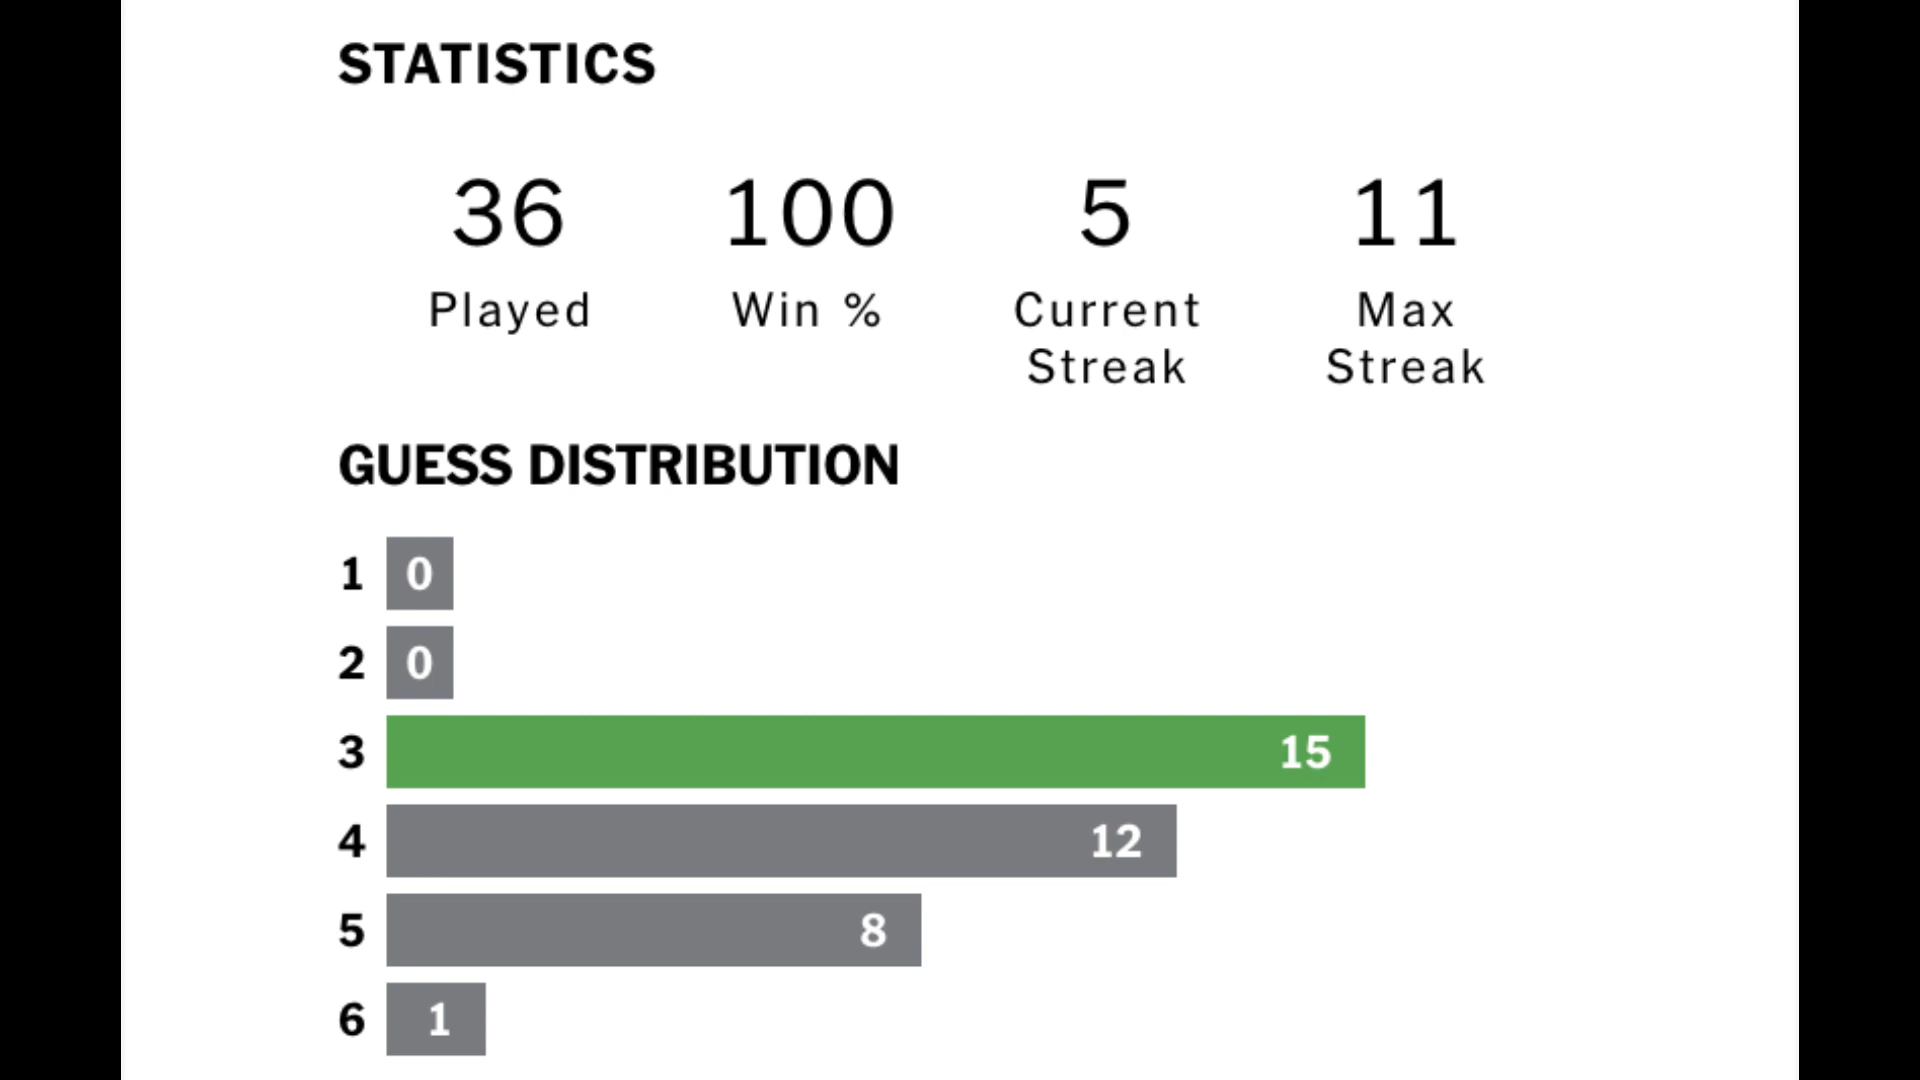 STATISTICS
36 100 5 11
Played Win % Current Streak Max Streak
GUESS DISTRIBUTION
1 0
2 0
3 15
4 12
5 8
6 1